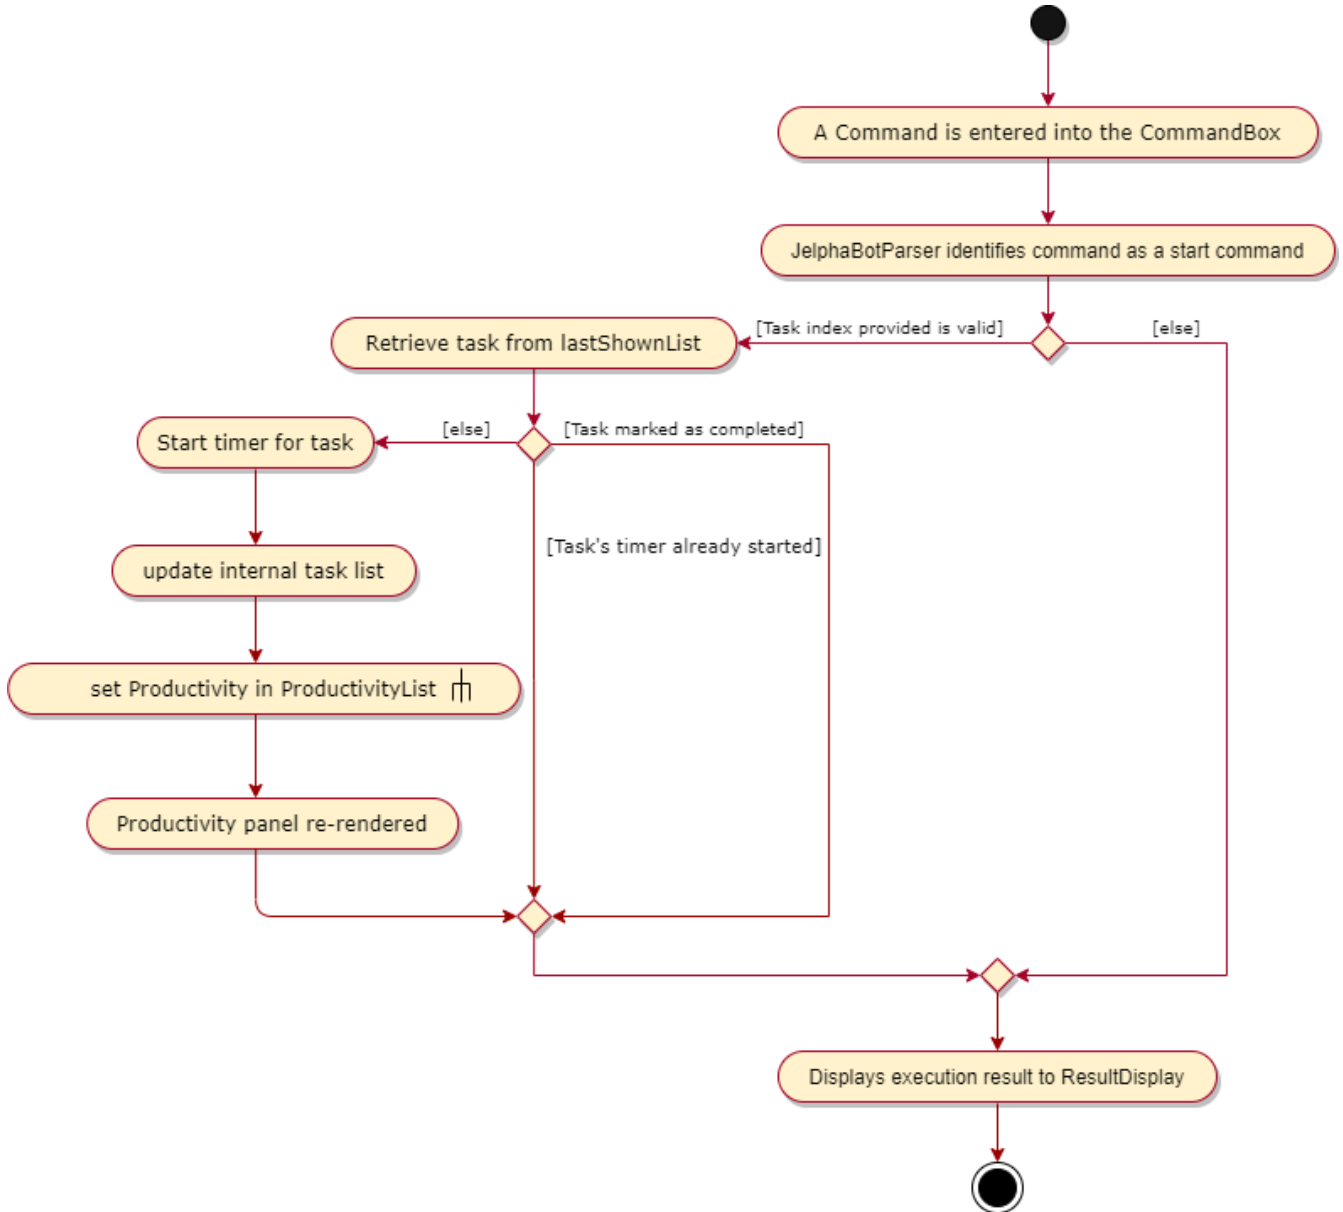 A Command is entered into the CommandBox
JelphaBotParser identifies command as a start command
[Task index provided is valid]
[else]
Retrieve task from lastShownList
[else]
[Task marked as completed]
Start timer for task
[Task's timer already started]
update internal task list
set Productivity in ProductivityList
Productivity panel re-rendered
Displays execution result to ResultDisplay